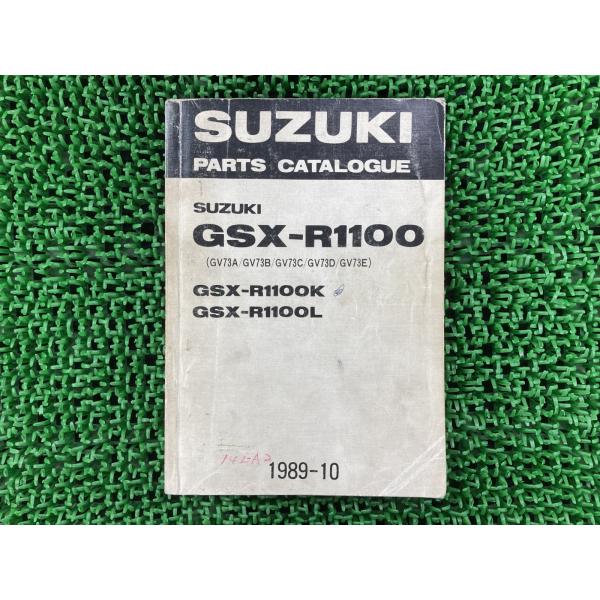 SUZUKI
PARTS CATALOGUE
SUZUKI
GSX-R1100
(GV73A/GV73B/GV73C/GV73D/GV73E)
GSX-R1100K
GSX-R1100L
1989-10